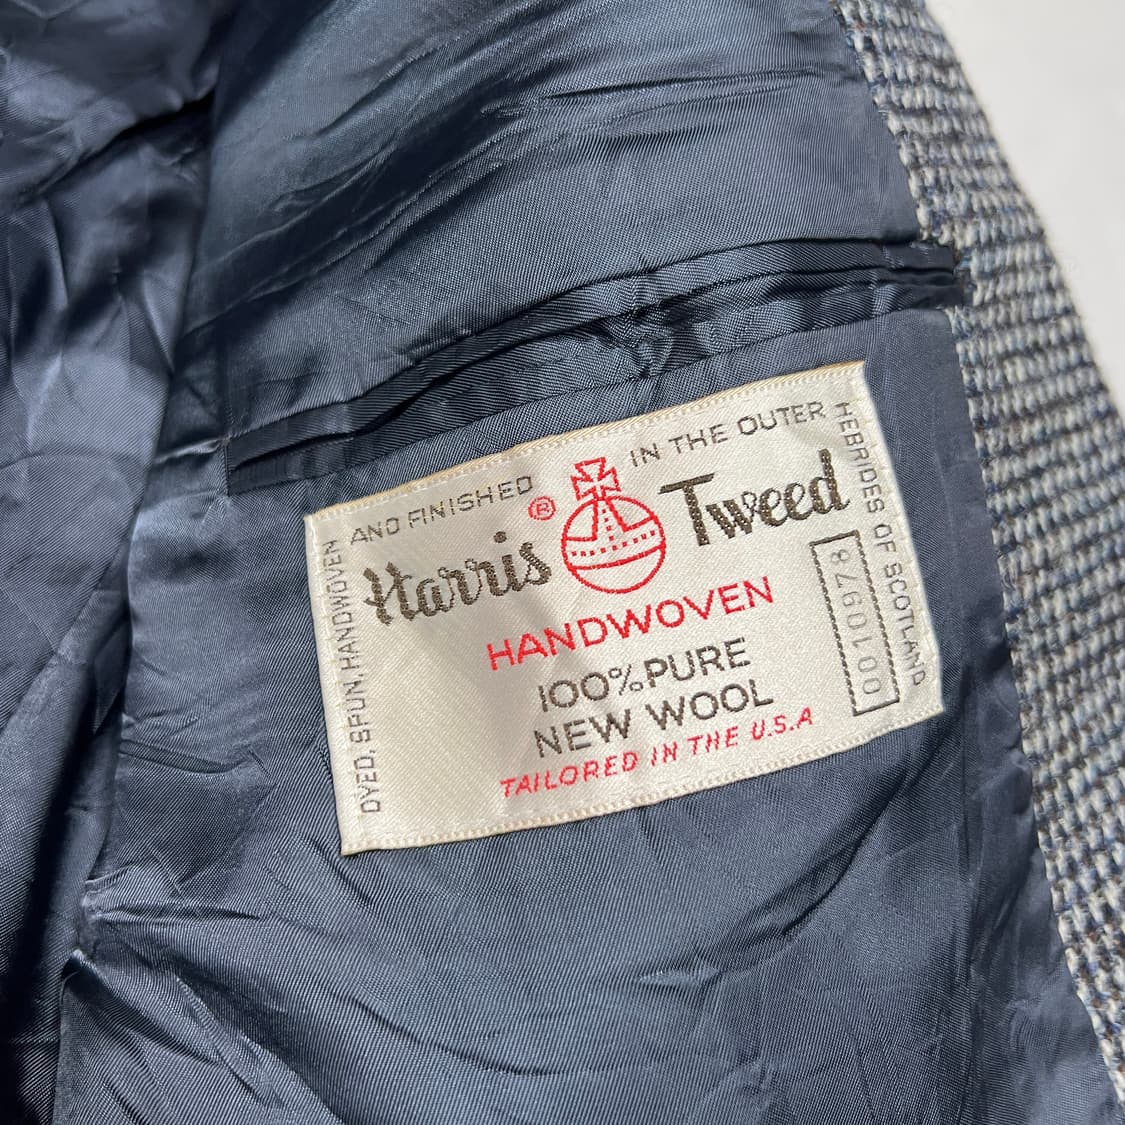 DYED, SPUN, HANDWOVEN
AND FINISHED
IN THE OUTER
HEBRIDES OF SCOTLAND
Harris ® Tweed
HANDWOVEN
100% PURE
NEW WOOL
TAILORED IN THE U.S.A
0010978